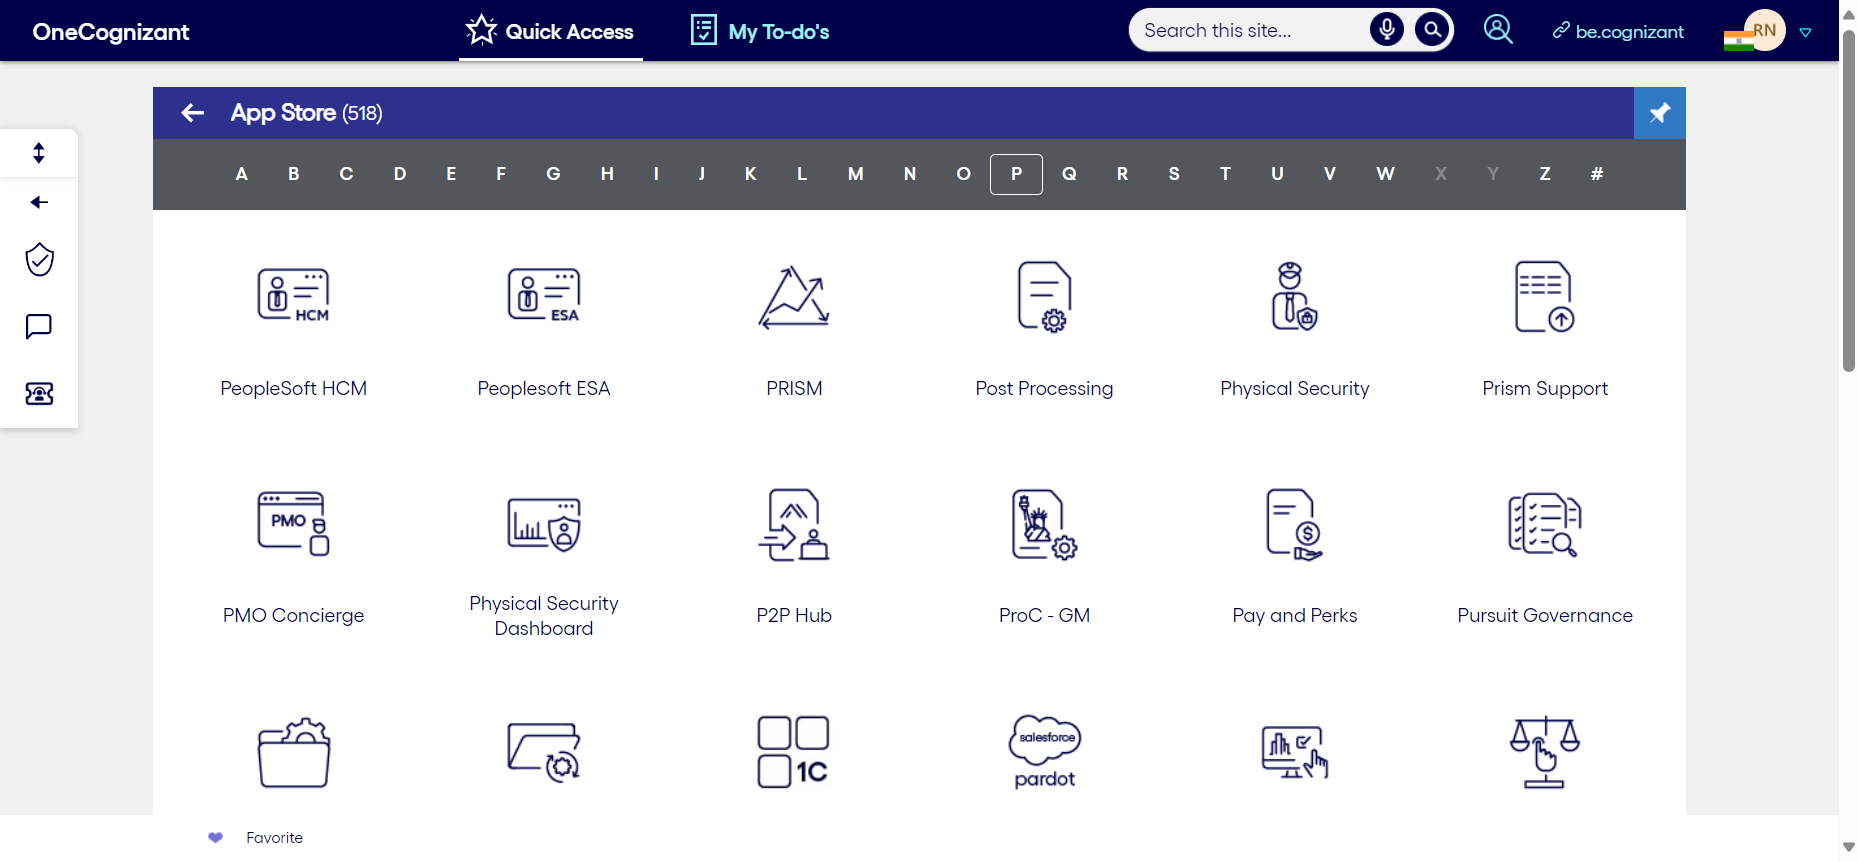 OneCognizant
Quick Access
My To-do's
Search this site...
be.cognizant
RN
App Store (518)
A B C D E F G H I J K L M N O P Q R S T U V W X Y Z #
HCM
ESA
PeopleSoft HCM
Peoplesoft ESA
PRISM
Post Processing
Physical Security
Prism Support
PMO
$
PMO Concierge
Physical Security
Dashboard
P2P Hub
ProC - GM
Pay and Perks
Pursuit Governance
1C
salesforce
pardot
Favorite